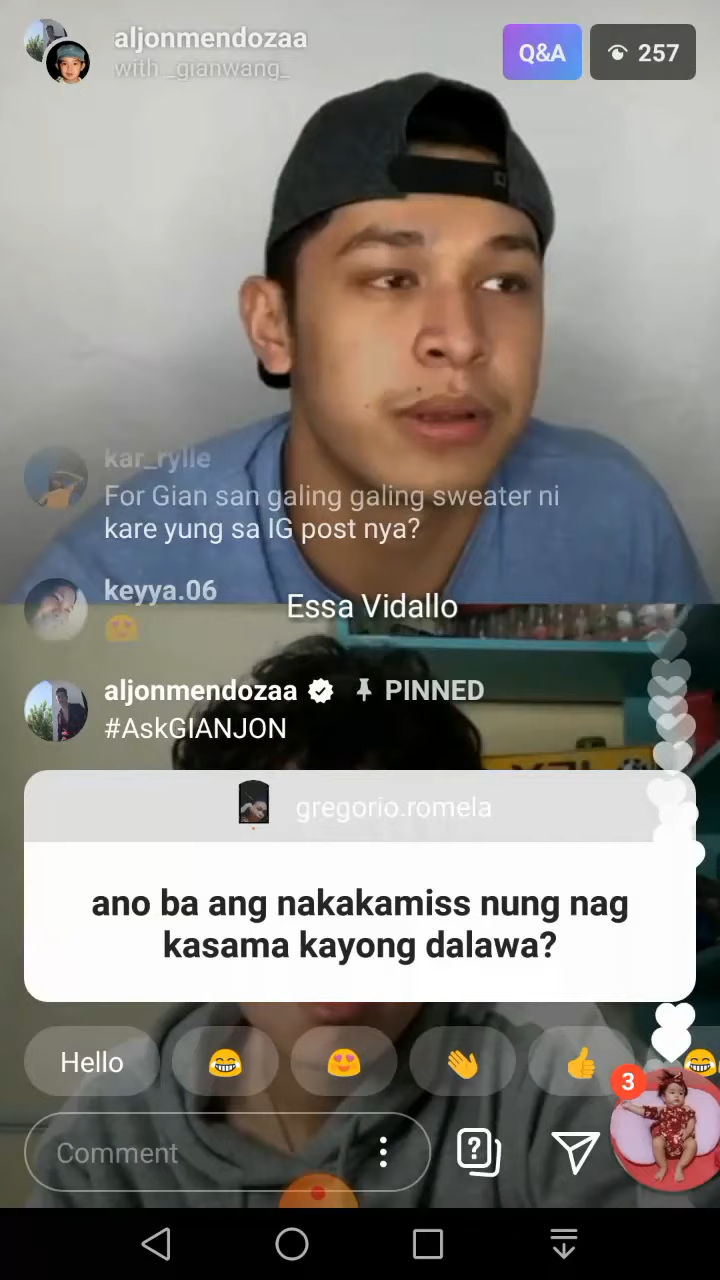 aljonmendozaa
with _gianwang_
Q&A
257
kar_rylle
For Gian san galing galing sweater ni
kare yung sa IG post nya?
keyya.06
Essa Vidallo
aljonmendozaa PINNED
#AskGIANJON
gregorio.romela
ano ba ang nakakamiss nung nag
kasama kayong dalawa?
Hello
3
Comment